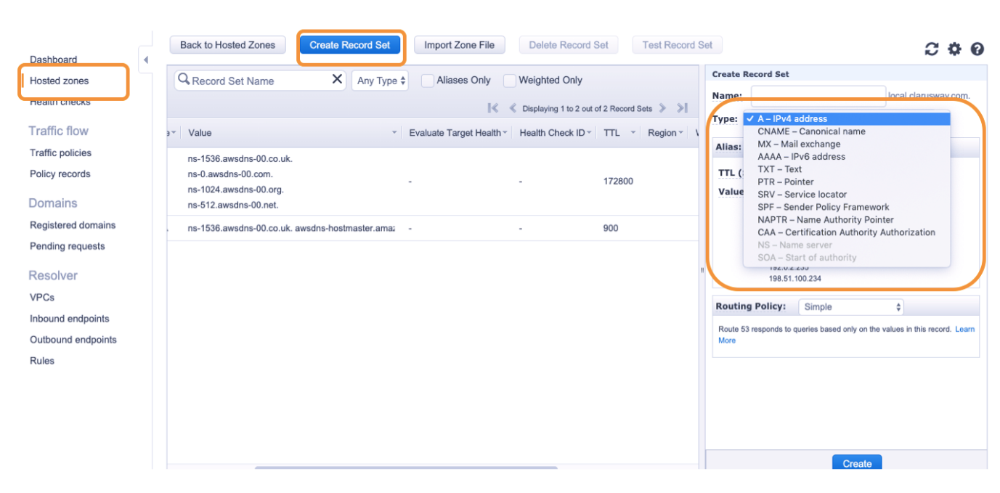 Back to Hosted Zones
Create Record Set
Import Zone File
Delete Record Set
Test Record Set
Dashboard
Hosted zones
Health checks
Traffic flow
Traffic policies
Policy records
Domains
Registered domains
Pending requests
Resolver
VPCs
Inbound endpoints
Outbound endpoints
Rules
Record Set Name
Any Type
Aliases Only
Weighted Only
Displaying 1 to 2 out of 2 Record Sets
Value
Evaluate Target Health
Health Check ID
TTL
Region
ns-1536.awsdns-00.co.uk.
ns-0.awsdns-00.com.
ns-1024.awsdns-00.org.
ns-512.awsdns-00.net.
-
-
172800
ns-1536.awsdns-00.co.uk. awsdns-hostmaster.ama
-
-
900
Create Record Set
Name:
local.clarusway.com.
Type:
✓ A – IPv4 address
CNAME – Canonical name
MX – Mail exchange
AAAA – IPv6 address
TXT – Text
PTR – Pointer
SRV – Service locator
SPF – Sender Policy Framework
NAPTR – Name Authority Pointer
CAA – Certification Authority Authorization
NS – Name server
SOA – Start of authority
Alias:
TTL (
Value
192.0.2.235
198.51.100.234
Routing Policy:
Simple
Route 53 responds to queries based only on the values in this record. Learn
More
Create